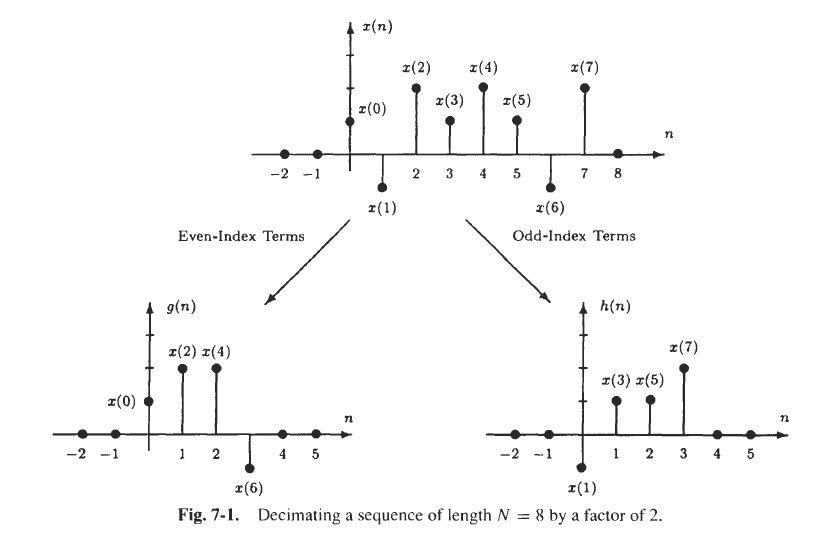 x(n)
x(2) x(4) x(7)
x(3) x(5)
x(0)
n
-2 -1 2 3 4 5 7 8
x(1) x(6)
Even-Index Terms Odd-Index Terms
g(n) h(n)
x(2) x(4) x(7)
x(3) x(5)
x(0)
n n
-2 -1 1 2 4 5 -2 -1 1 2 3 4 5
x(6) x(1)
Fig. 7-1. Decimating a sequence of length N = 8 by a factor of 2.